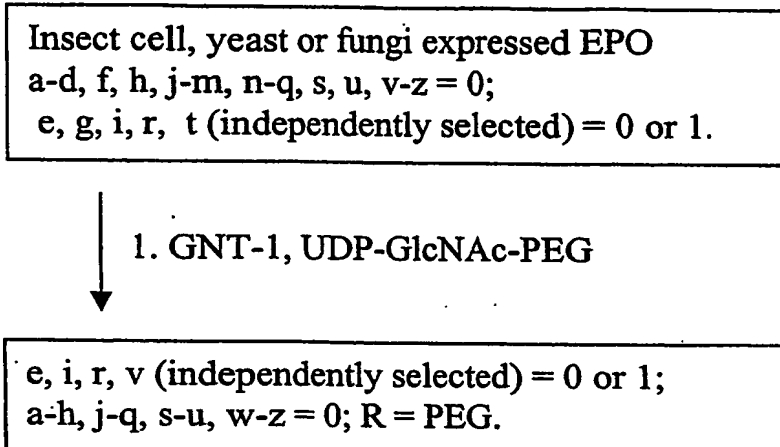 Insect cell, yeast or fungi expressed EPO
a-d, f, h, j-m, n-q, s, u, v-z = 0;
e, g, i, r, t (independently selected) = 0 or 1.
1. GNT-1, UDP-GlcNAc-PEG
e, i, r, v (independently selected) = 0 or 1;
a-h, j-q, s-u, w-z = 0; R = PEG.